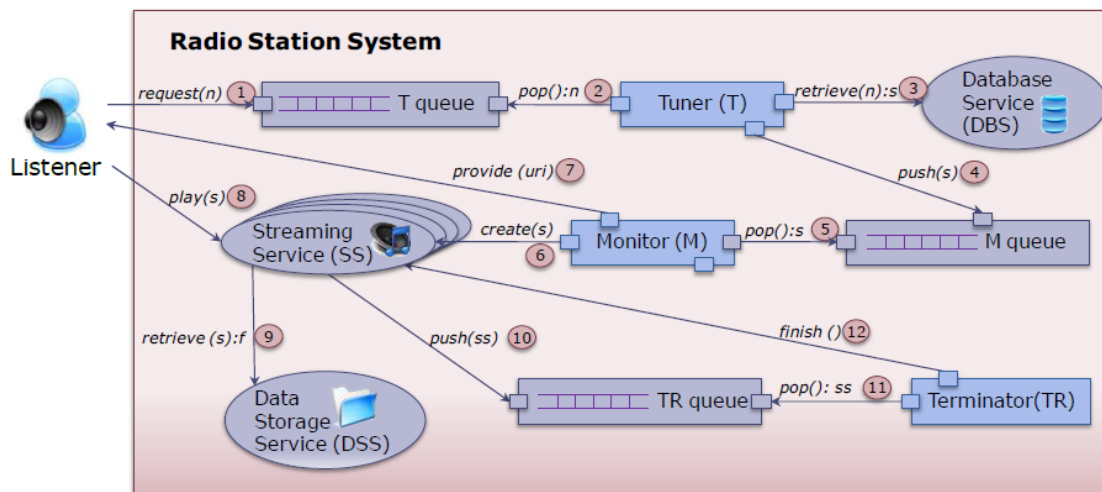 Radio Station System
request(n) 1
T queue
pop():n 2
Tuner (T)
retrieve(n):s 3
Database
Service
(DBS)
Listener
provide (uri) 7
push(s) 4
play(s) 8
Streaming
Service (SS)
create(s)
6
Monitor (M)
pop():s 5
M queue
retrieve (s):f 9
push(ss) 10
finish () 12
Data
Storage
Service (DSS)
TR queue
pop(): ss 11
Terminator(TR)